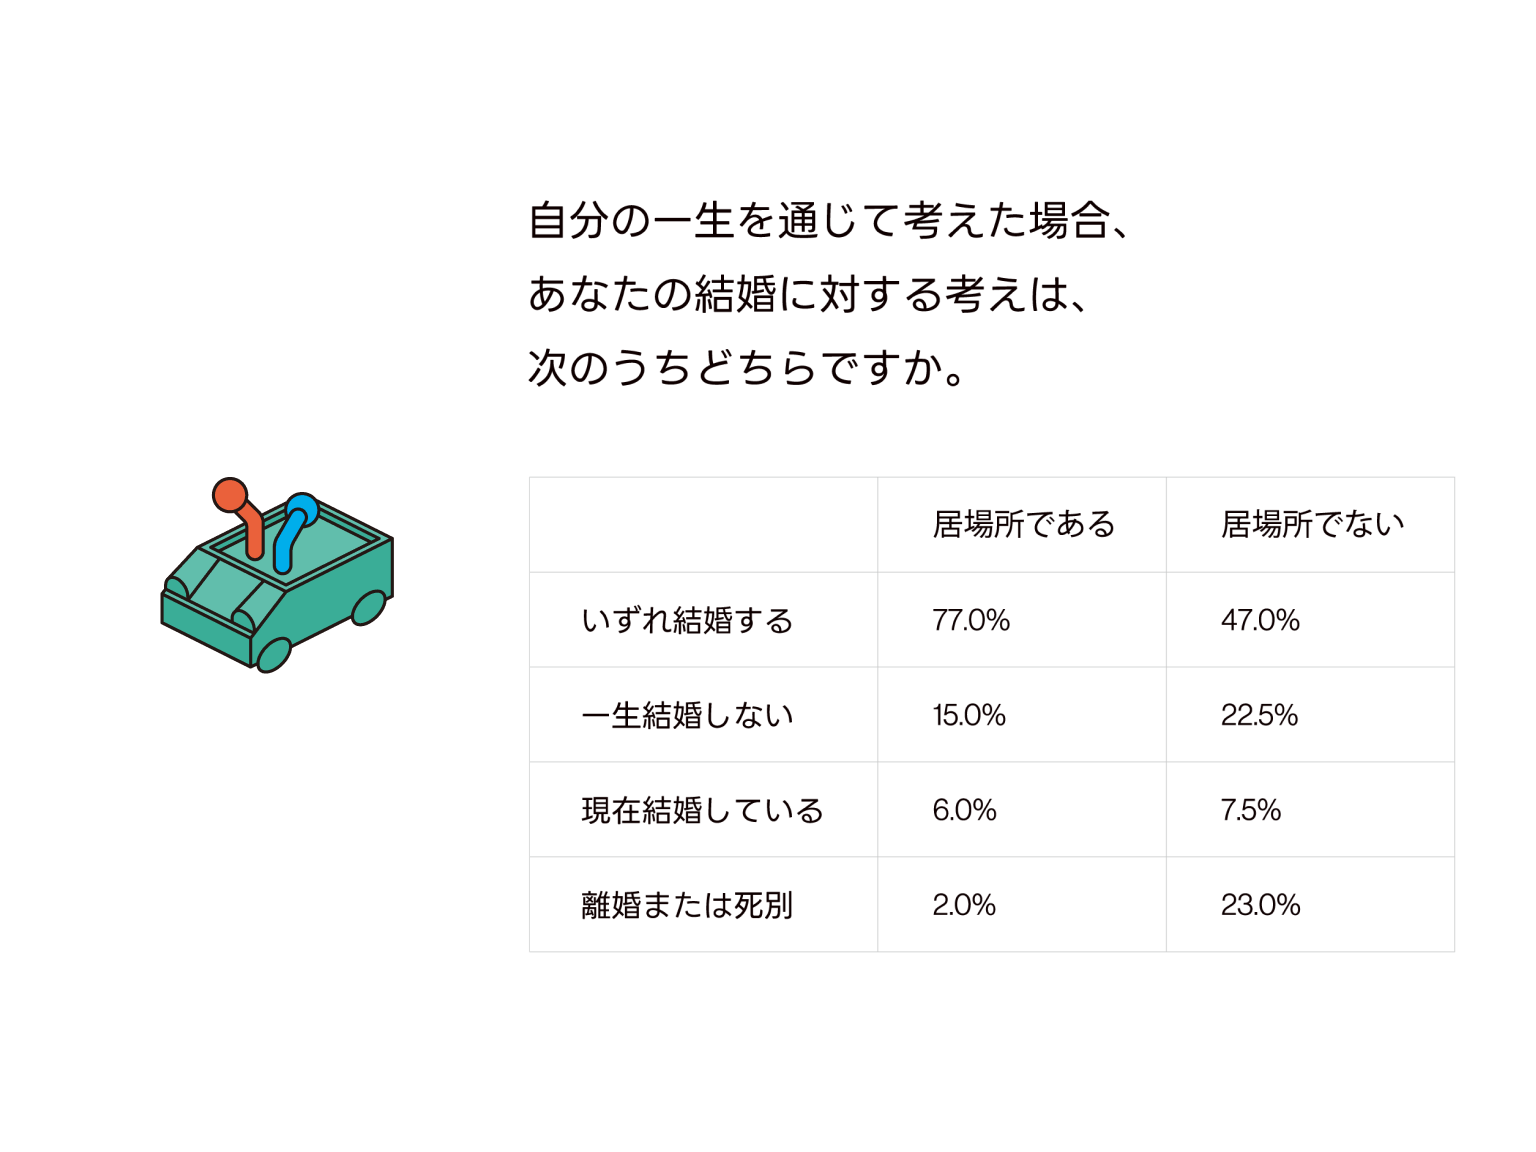 自分の一生を通じて考えた場合、
あなたの結婚に対する考えは、
次のうちどちらですか。
居場所である 居場所でない
いずれ結婚する 77.0% 47.0%
一生結婚しない 15.0% 22.5%
現在結婚している 6.0% 7.5%
離婚または死別 2.0% 23.0%